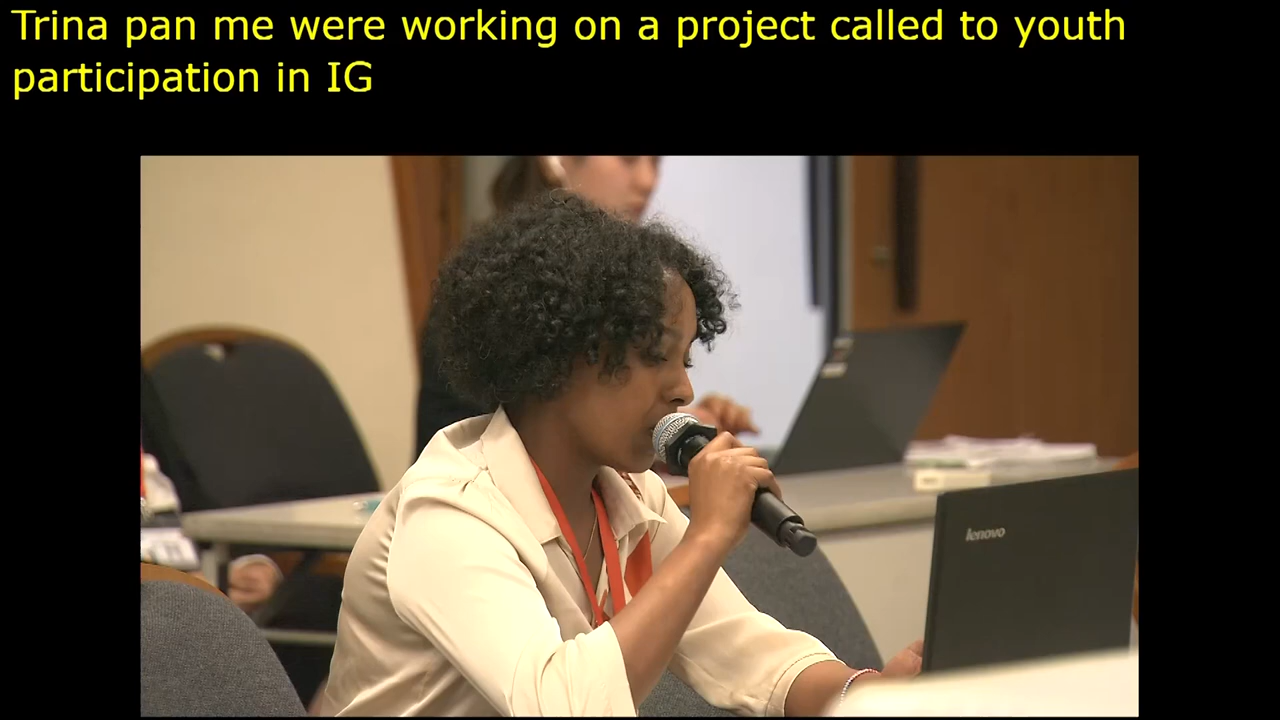 Trina pan me were working on a project called to youth
participation in IG
lenovo